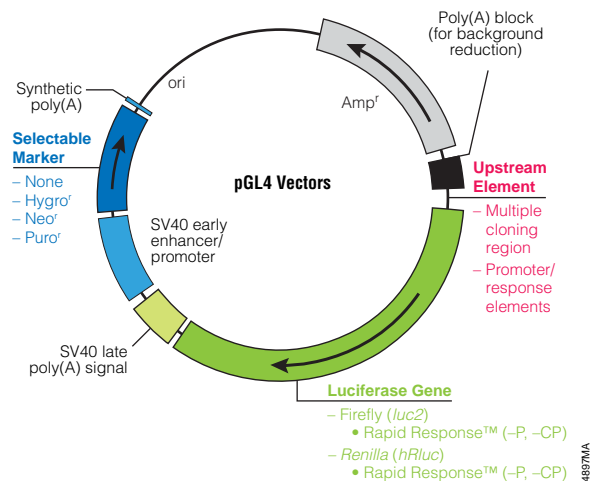 Poly(A) block
(for background
reduction)
Synthetic
poly(A)
ori
Ampʳ
Selectable
Marker
– None
– Hygroʳ
– Neoʳ
– Puroʳ
pGL4 Vectors
Upstream
Element
– Multiple
cloning
region
– Promoter/
response
elements
SV40 early
enhancer/
promoter
SV40 late
poly(A) signal
Luciferase Gene
– Firefly (luc2)
• Rapid Response™ (–P, –CP)
– Renilla (hRluc)
• Rapid Response™ (–P, –CP)
4897MA